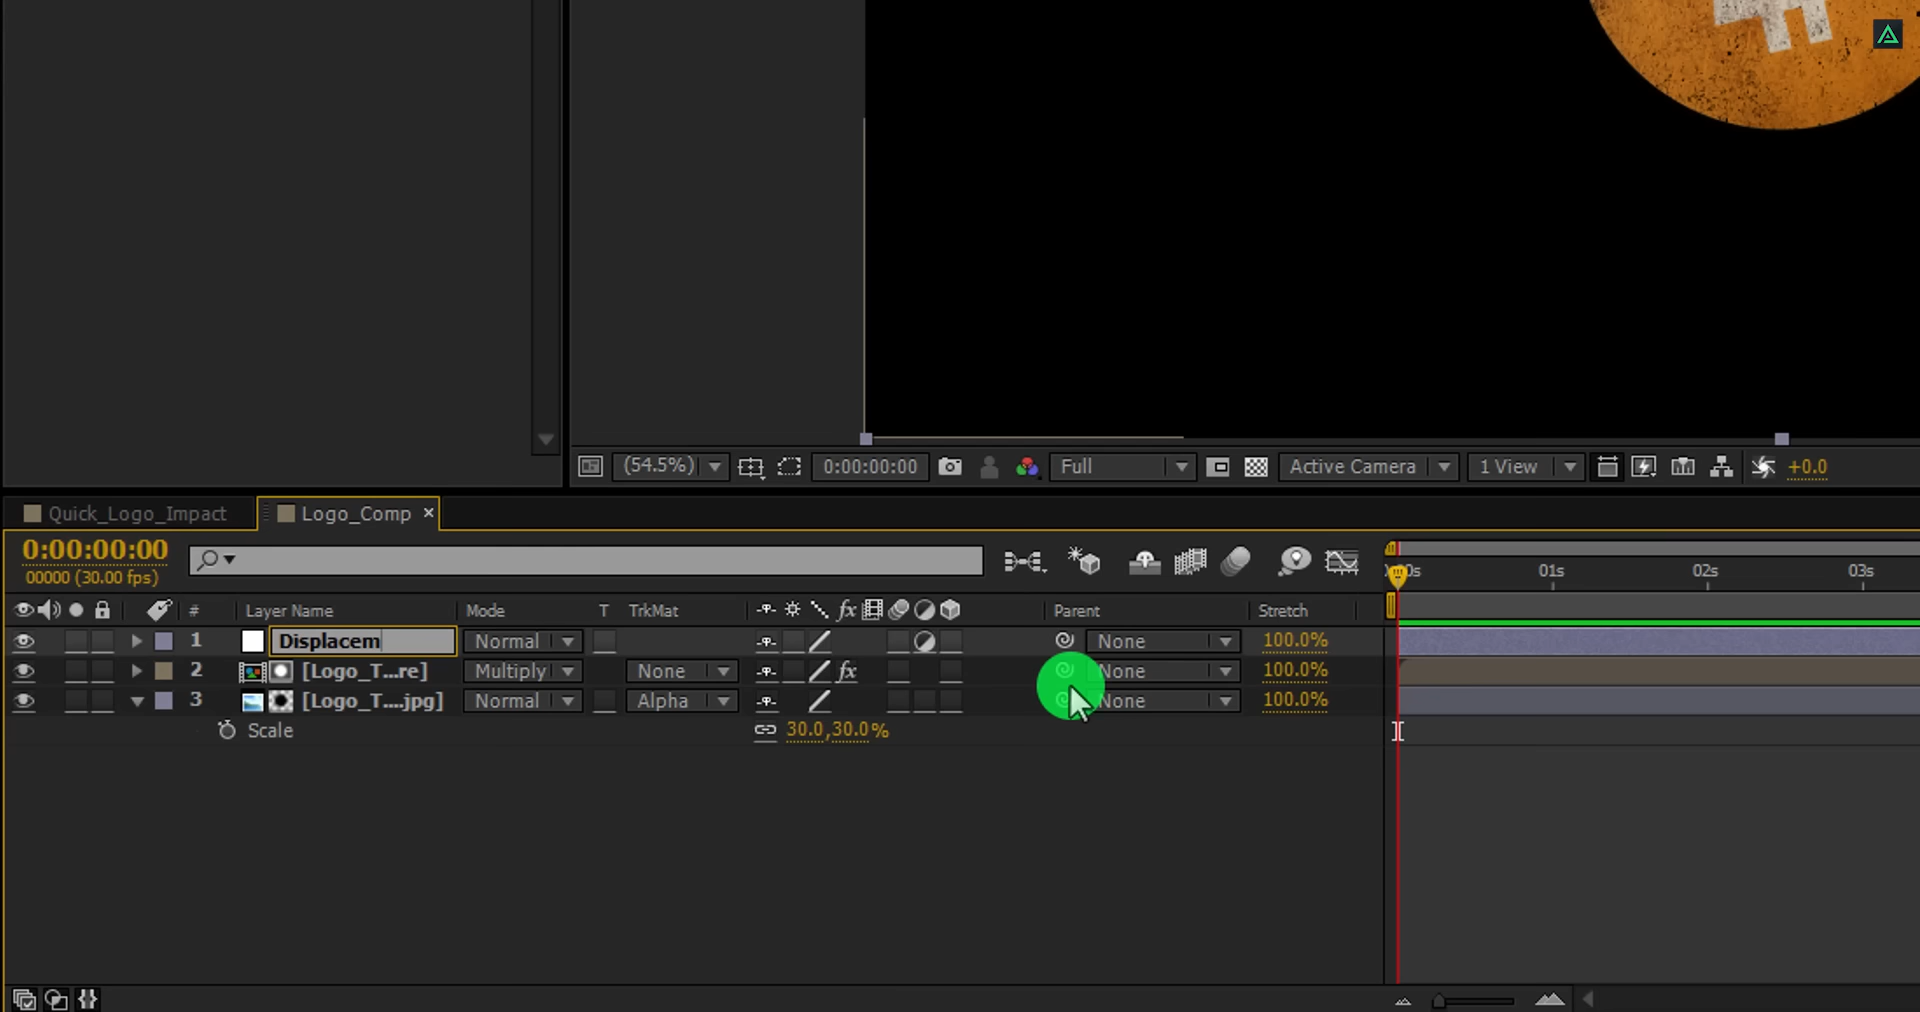 (54.5%) 0:00:00:00 Full Active Camera 1 View +0.0
Quick_Logo_Impact Logo_Comp ×
0:00:00:00
00000 (30.00 fps)
01s 02s 03s
# Layer Name Mode T TrkMat fx Parent Stretch
1 Displacem Normal None 100.0%
2 [Logo_T...re] Multiply None fx None 100.0%
3 [Logo_T....jpg] Normal Alpha None 100.0%
Scale 30.0,30.0%